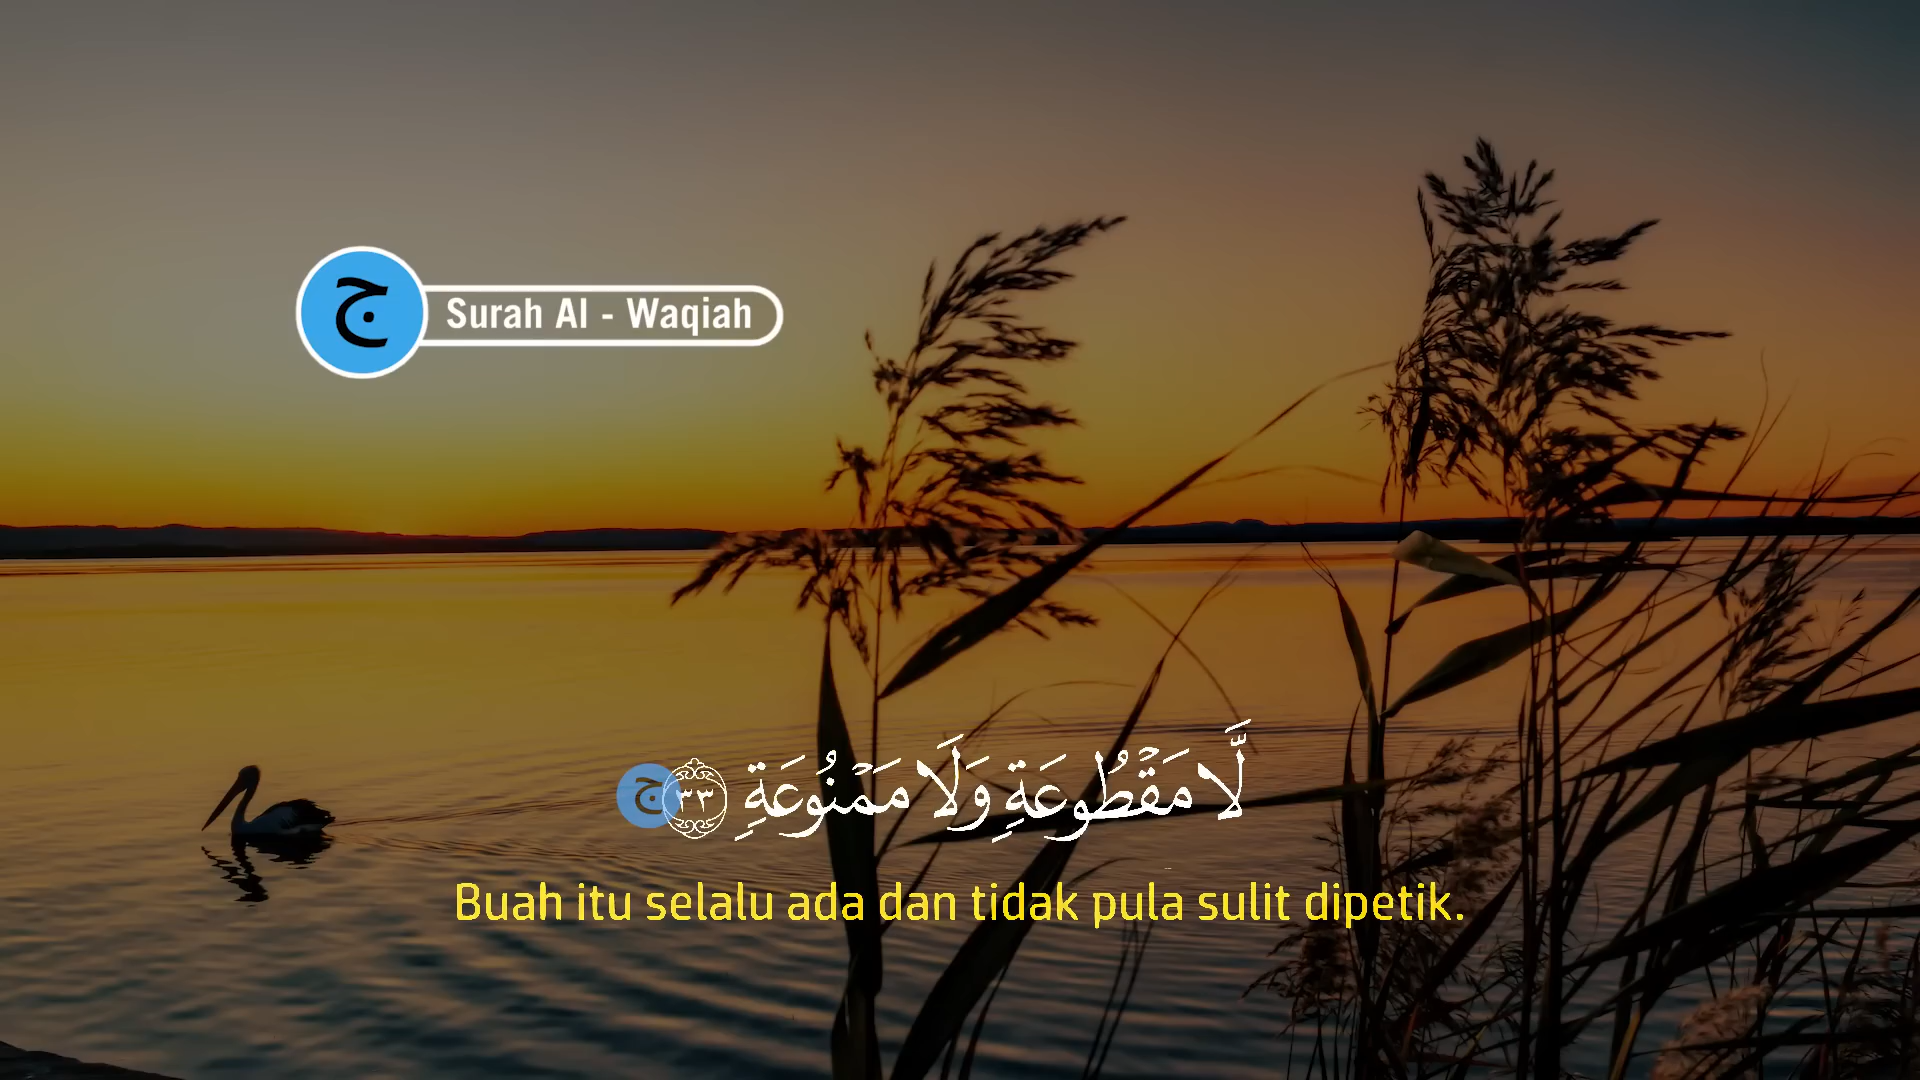 ج
Surah Al - Waqiah
لَّا مَقْطُوعَةٍ وَلَا مَمْنُوعَةٍ ٣٣ ج
Buah itu selalu ada dan tidak pula sulit dipetik.